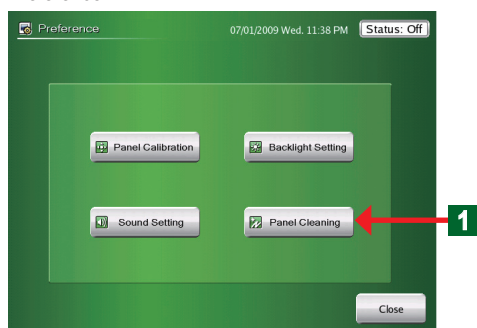 Preference 07/01/2009 Wed. 11:38 PM Status: Off
Panel Calibration Backlight Setting
Sound Setting Panel Cleaning 1
Close